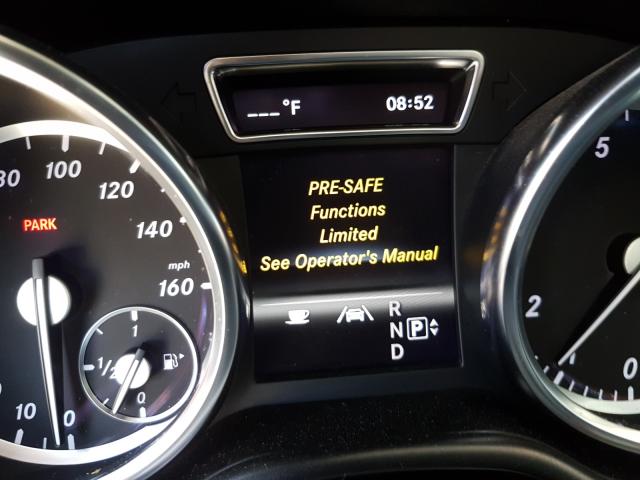 ___°F 08:52
PRE-SAFE
Functions
Limited
See Operator's Manual
R
N P
D
80 100 120 140 160
mph
PARK
1
1/2
0
10 0
5
2
0